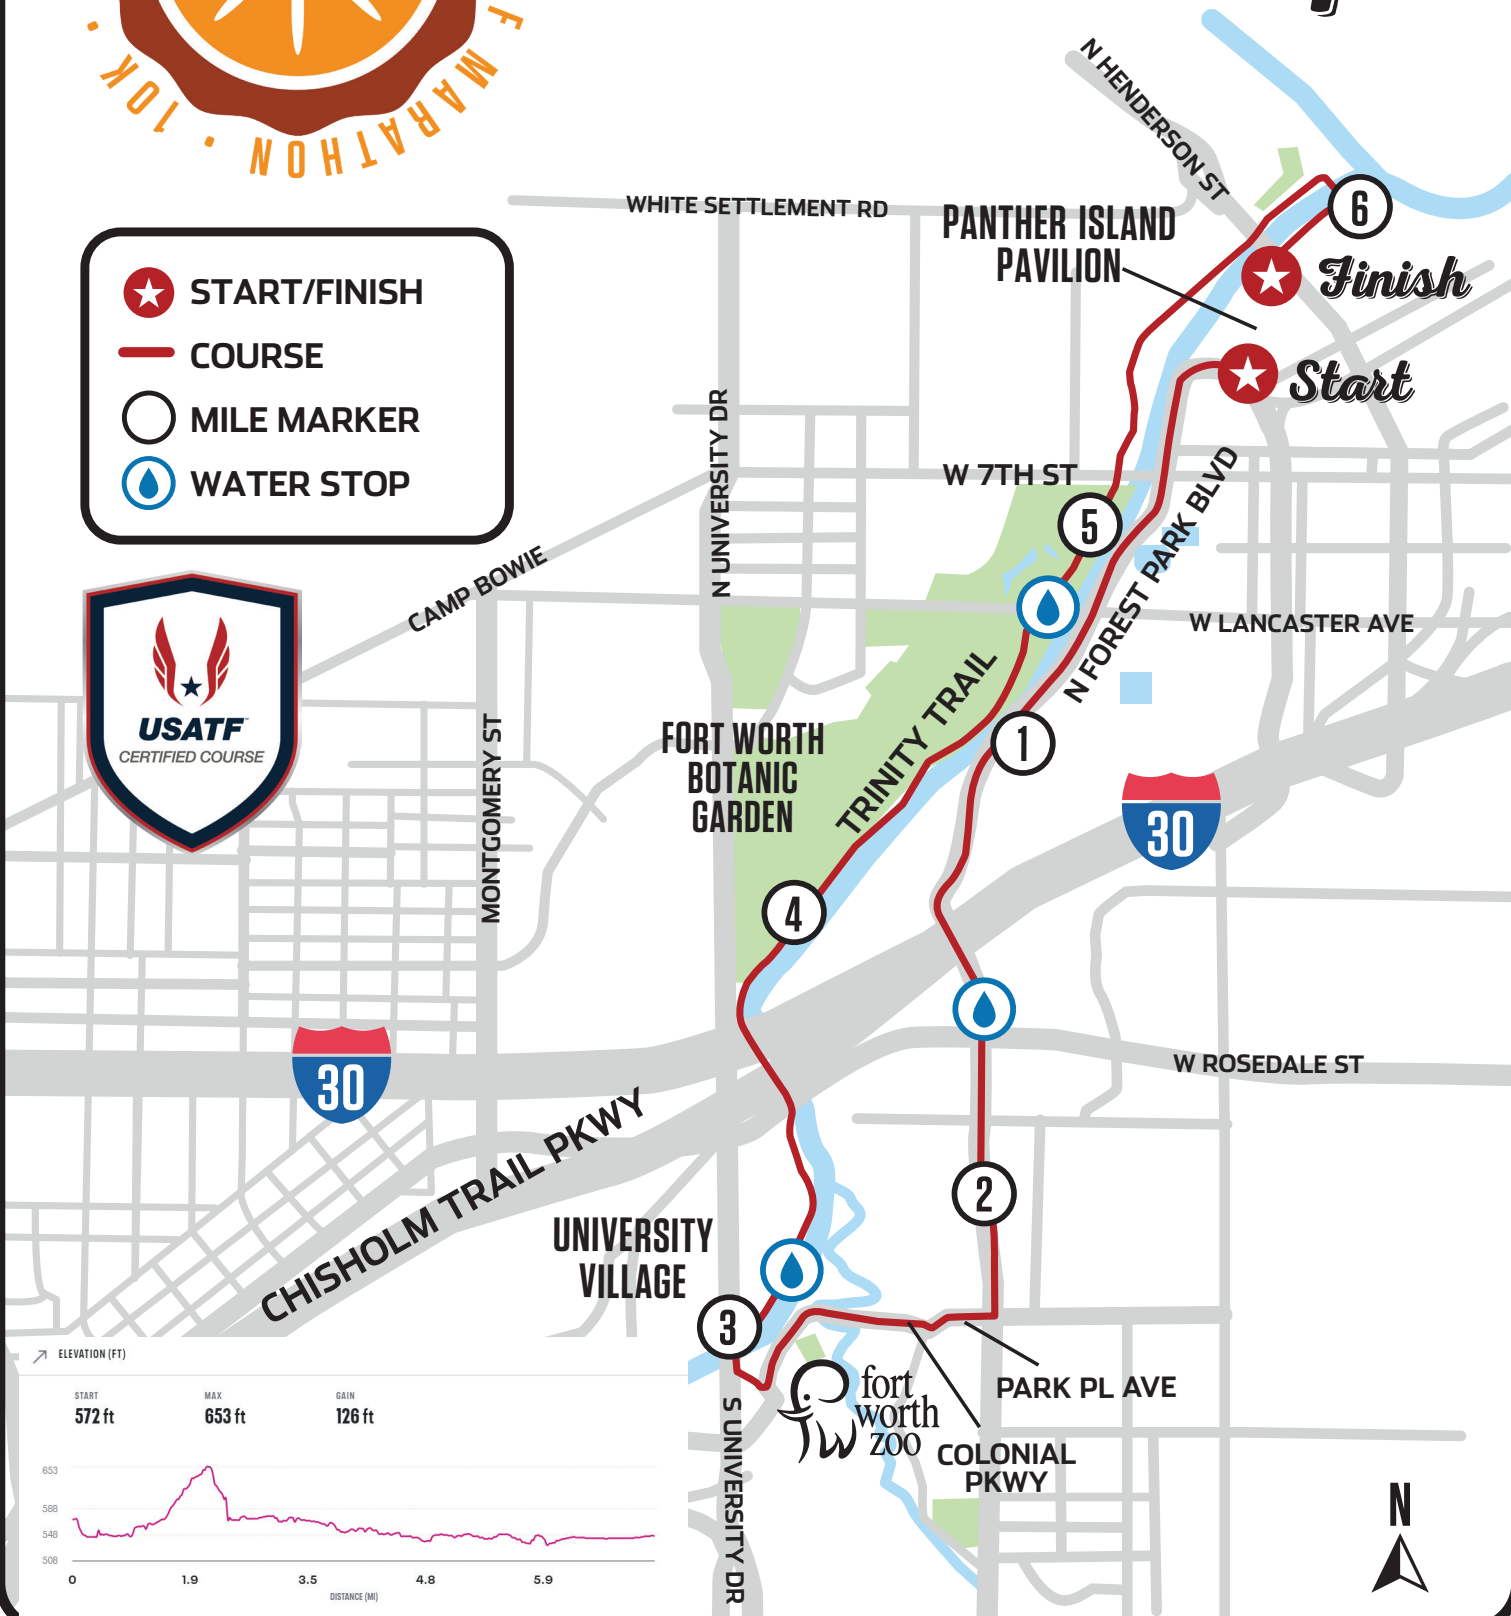 F MARATHON · 10K ·
N HENDERSON ST
WHITE SETTLEMENT RD
6
PANTHER ISLAND
PAVILION
Finish
START/FINISH
COURSE
MILE MARKER
WATER STOP
Start
N UNIVERSITY DR
W 7TH ST
5
N FOREST PARK BLVD
CAMP BOWIE
W LANCASTER AVE
USATF
CERTIFIED COURSE
MONTGOMERY ST
FORT WORTH
BOTANIC
GARDEN
TRINITY TRAIL
1
30
4
30
W ROSEDALE ST
CHISHOLM TRAIL PKWY
2
UNIVERSITY
VILLAGE
3
fort
worth
zoo
PARK PL AVE
COLONIAL
PKWY
S UNIVERSITY DR
N
ELEVATION (FT)
START MAX GAIN
572 ft 653 ft 126 ft
653
588
548
508
0 1.9 3.5 4.8 5.9
DISTANCE (MI)